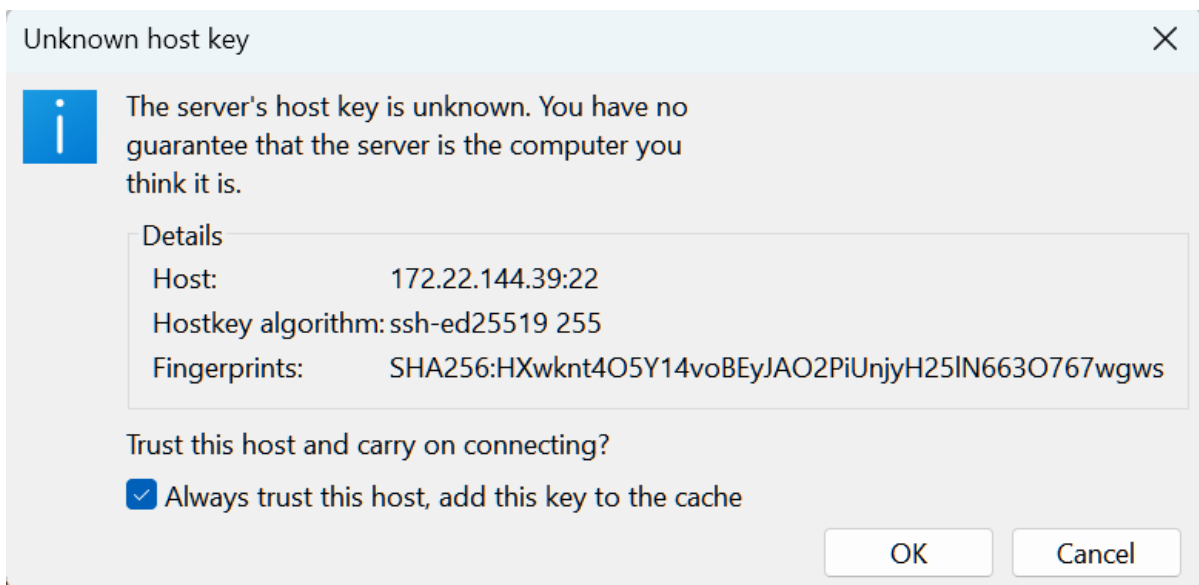 Unknown host key
The server's host key is unknown. You have no
guarantee that the server is the computer you
think it is.
Details
Host: 172.22.144.39:22
Hostkey algorithm: ssh-ed25519 255
Fingerprints: SHA256:HXwknt4O5Y14voBEyJAO2PiUnjyH25lN663O767wgws
Trust this host and carry on connecting?
Always trust this host, add this key to the cache
OK Cancel